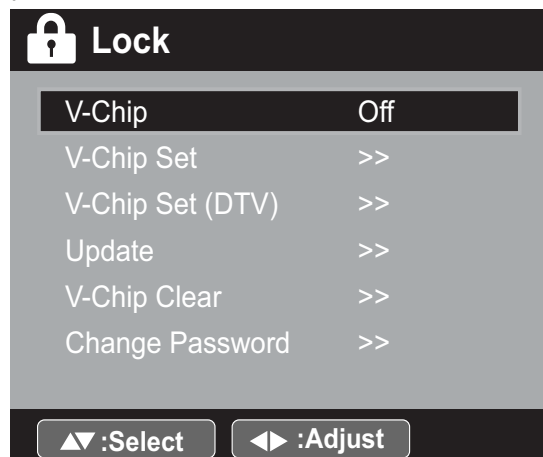 Lock
V-Chip Off
V-Chip Set >>
V-Chip Set (DTV) >>
Update >>
V-Chip Clear >>
Change Password >>
▲▼ :Select ◀▶ :Adjust